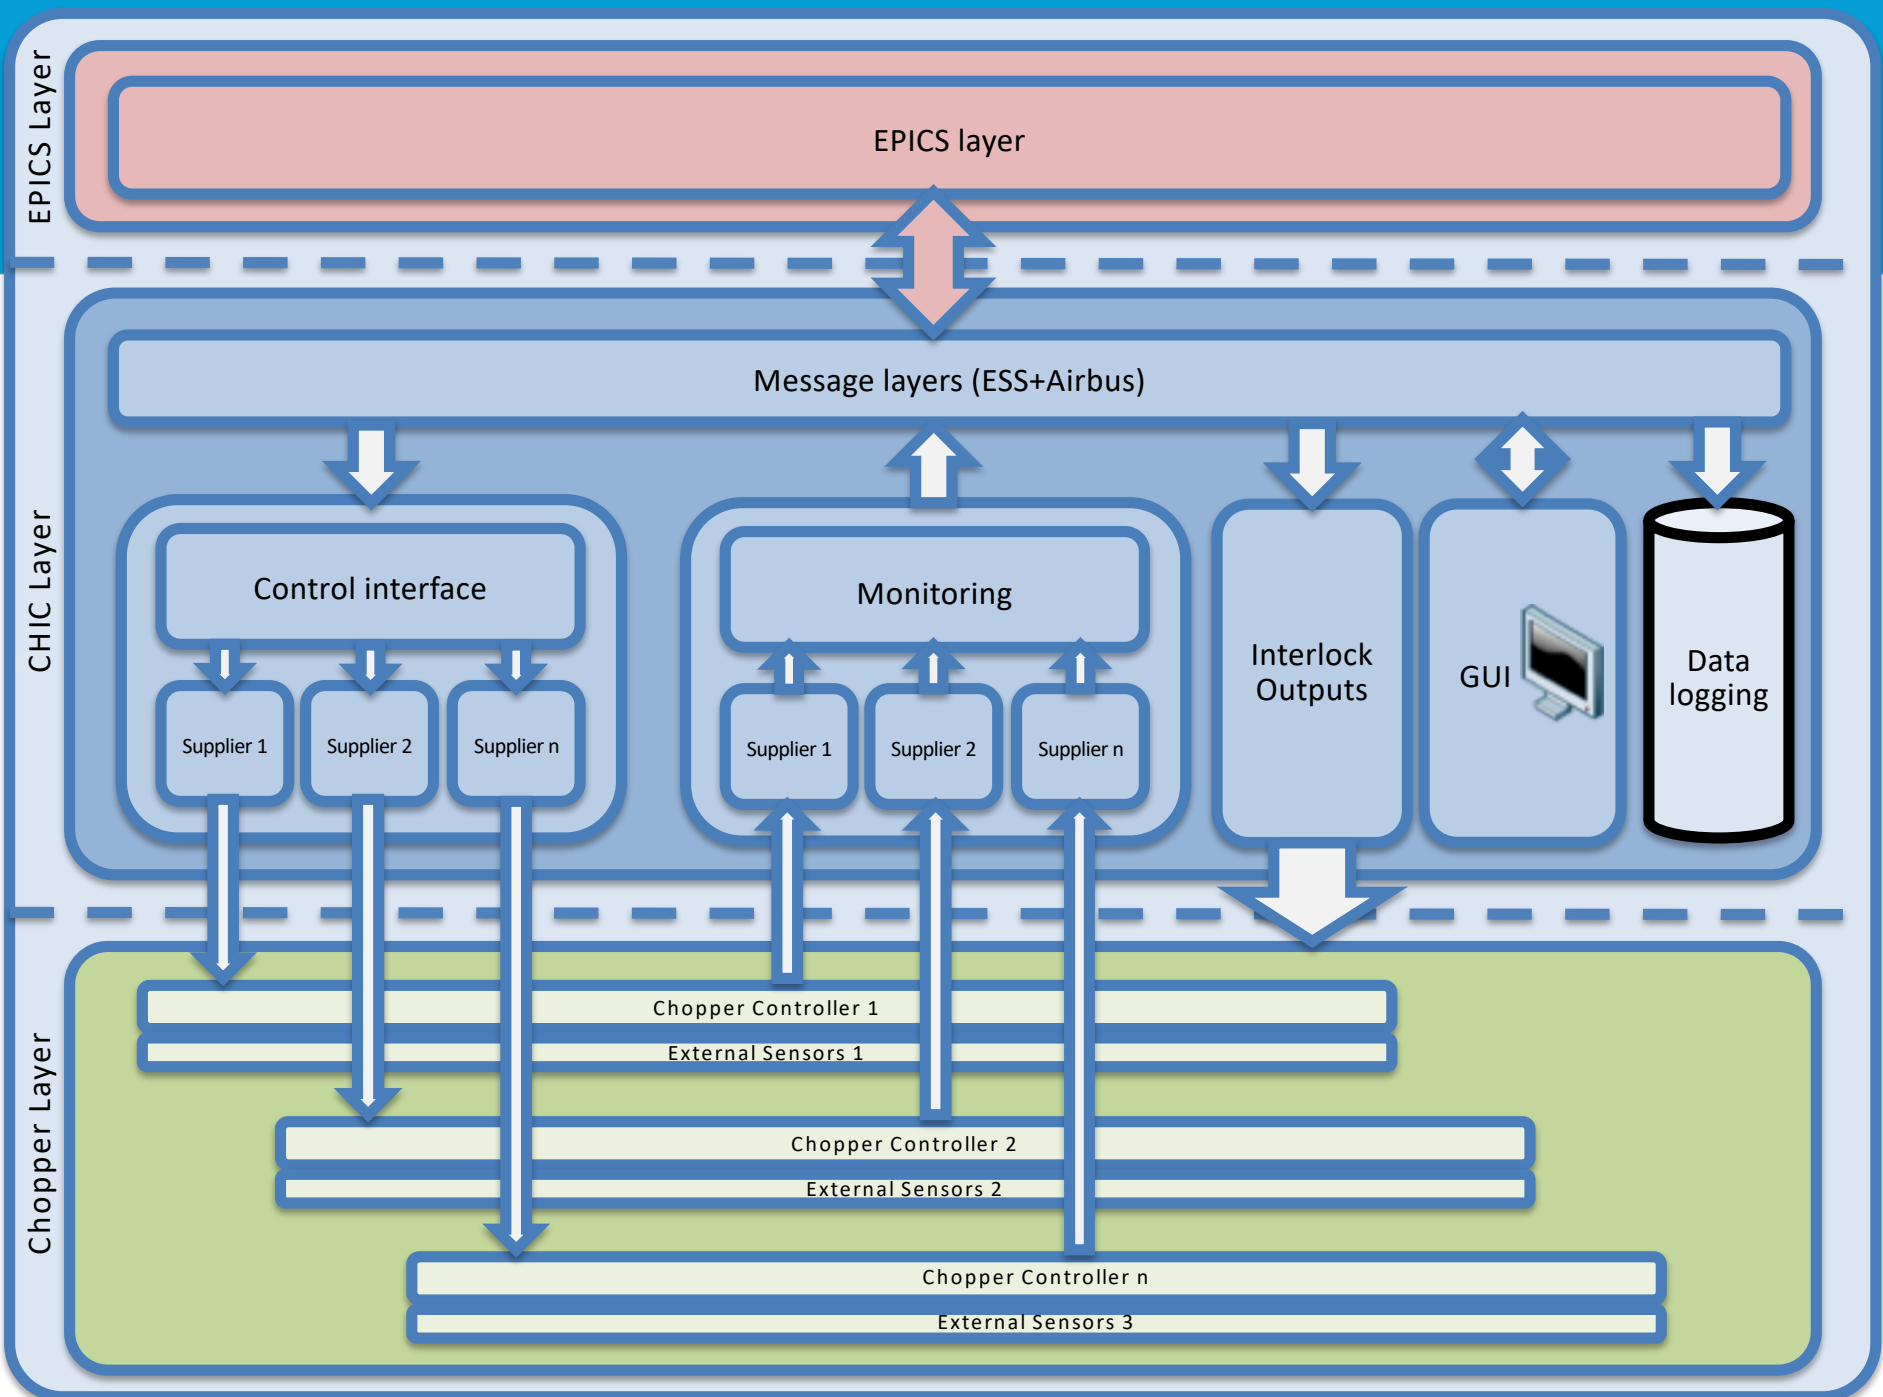 EPICS Layer
EPICS layer
CHIC Layer
Message layers (ESS+Airbus)
Control interface
Supplier 1
Supplier 2
Supplier n
Monitoring
Supplier 1
Supplier 2
Supplier n
Interlock
Outputs
GUI
Data
logging
Chopper Layer
Chopper Controller 1
External Sensors 1
Chopper Controller 2
External Sensors 2
Chopper Controller n
External Sensors 3